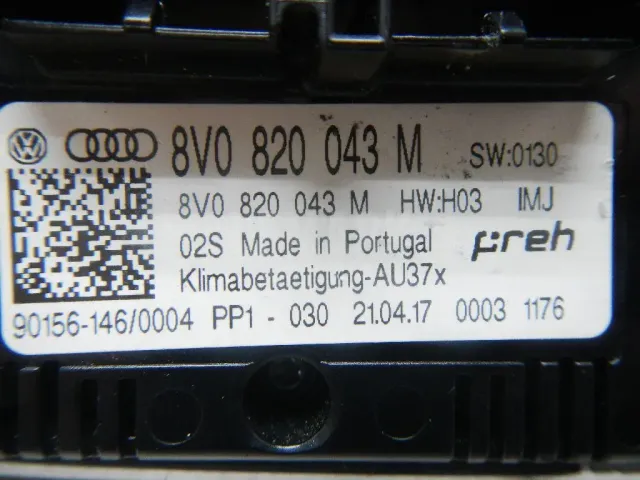 8V0 820 043 M SW:0130
8V0 820 043 M HW:H03 IMJ
02S Made in Portugal preh
Klimabetaetigung-AU37x
90156-146/0004 PP1 - 030 21.04.17 0003 1176